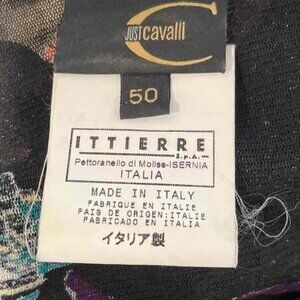 JUST cavalli
50
ITTIERRE
S.p.A.
Pettoranello di Molise-ISERNIA
ITALIA
MADE IN ITALY
FABRIQUE EN ITALIE
PAIS DE ORIGEN:ITALIE
FABRICADO EN ITALIA
イタリア製